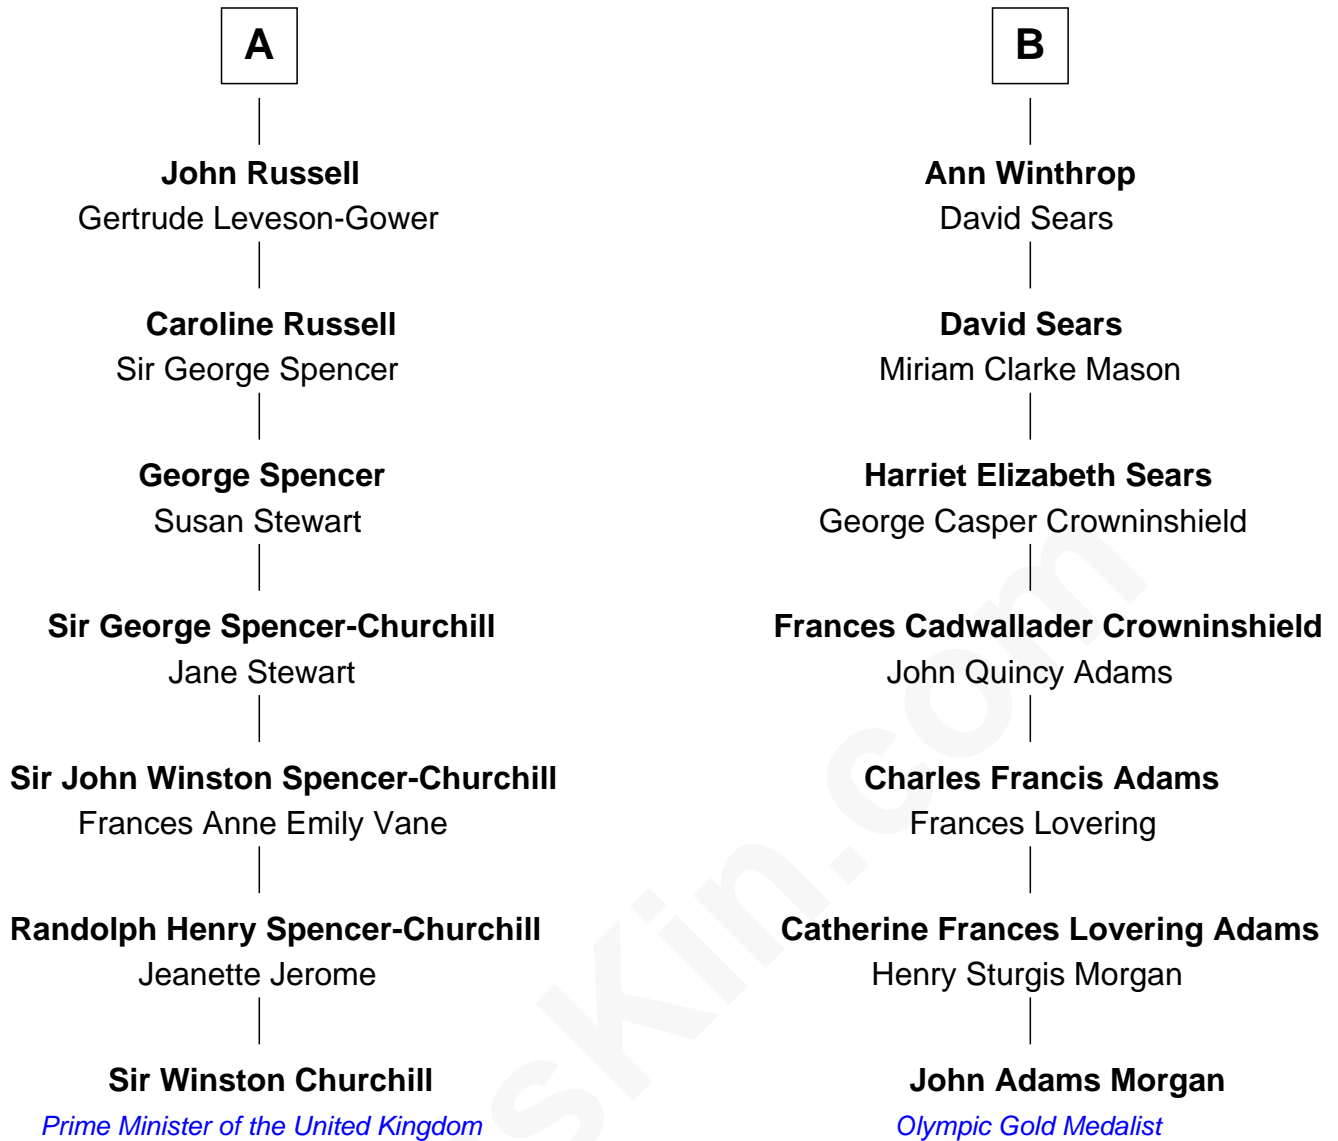 A
John Russell
Gertrude Leveson-Gower
Caroline Russell
Sir George Spencer
George Spencer
Susan Stewart
Sir George Spencer-Churchill
Jane Stewart
Sir John Winston Spencer-Churchill
Frances Anne Emily Vane
Randolph Henry Spencer-Churchill
Jeanette Jerome
Sir Winston Churchill
Prime Minister of the United Kingdom
B
Ann Winthrop
David Sears
David Sears
Miriam Clarke Mason
Harriet Elizabeth Sears
George Casper Crowninshield
Frances Cadwallader Crowninshield
John Quincy Adams
Charles Francis Adams
Frances Lovering
Catherine Frances Lovering Adams
Henry Sturgis Morgan
John Adams Morgan
Olympic Gold Medalist
sKin.com